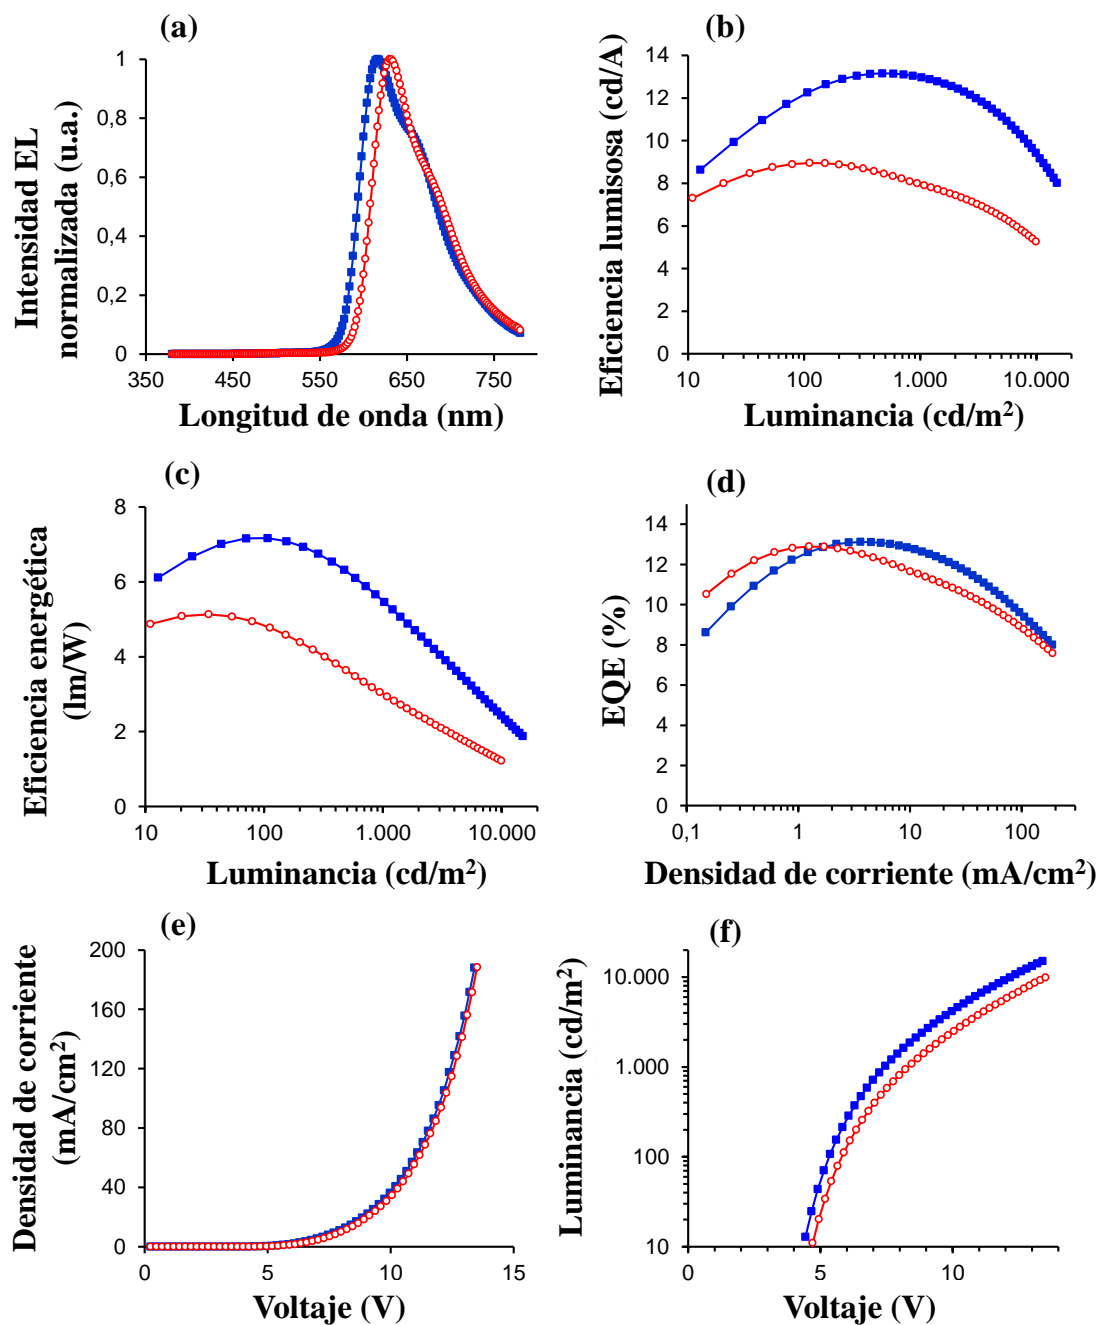 (a)
Intensidad EL
normalizada (u.a.)
1
0,8
0,6
0,4
0,2
0
350 450 550 650 750
Longitud de onda (nm)
(b)
Eficiencia lumisosa (cd/A)
14
12
10
8
6
4
2
0
10 100 1.000 10.000
Luminancia (cd/m²)
(c)
Eficiencia energética
(lm/W)
8
6
4
2
0
10 100 1.000 10.000
Luminancia (cd/m²)
(d)
EQE (%)
14
12
10
8
6
4
2
0
0,1 1 10 100
Densidad de corriente (mA/cm²)
(e)
Densidad de corriente
(mA/cm²)
200
160
120
80
40
0
0 5 10 15
Voltaje (V)
(f)
Luminancia (cd/m²)
10.000
1.000
100
10
0 5 10
Voltaje (V)